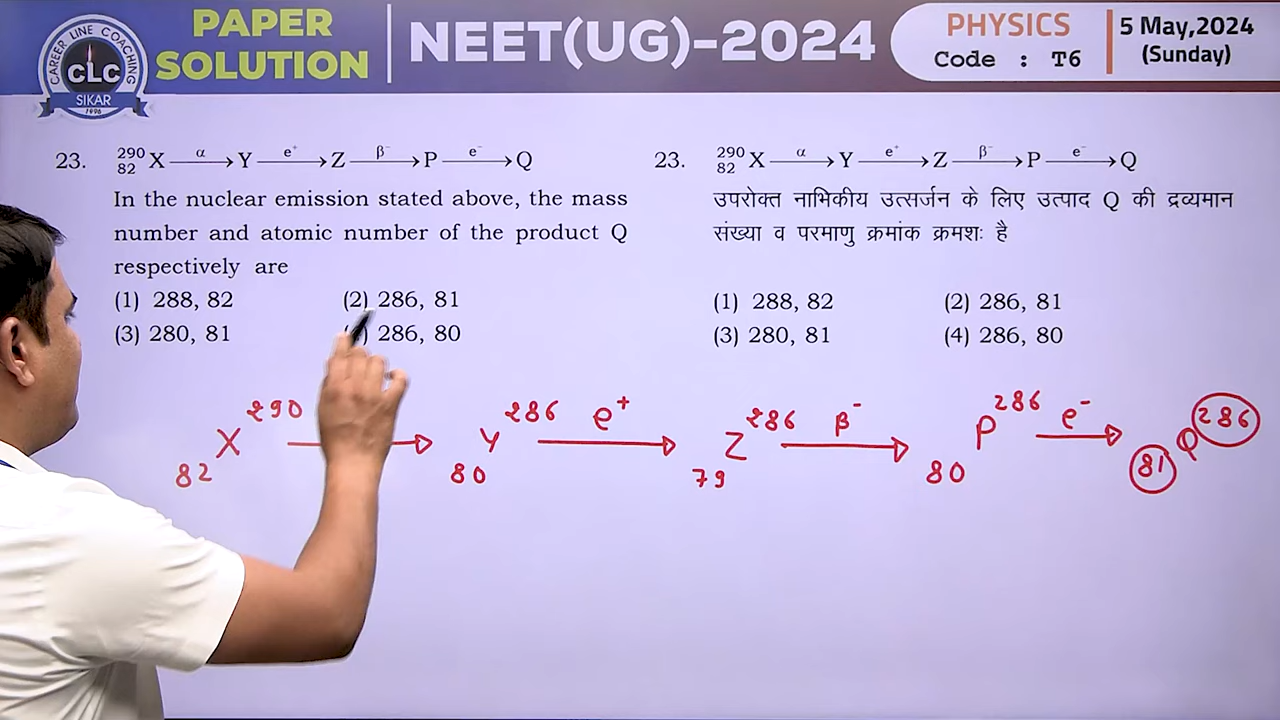 CAREER LINE COACHING
CLC
SIKAR
1996
PAPER
SOLUTION
NEET(UG)-2024
PHYSICS
Code : T6
5 May,2024
(Sunday)
23. ²⁹⁰₈₂X —α→ Y —e⁺→ Z —β⁻→ P —e⁻→ Q
In the nuclear emission stated above, the mass
number and atomic number of the product Q
respectively are
(1) 288, 82 (2) 286, 81
(3) 280, 81 ) 286, 80
23. ²⁹⁰₈₂X —α→ Y —e⁺→ Z —β⁻→ P —e⁻→ Q
उपरोक्त नाभिकीय उत्सर्जन के लिए उत्पाद Q की द्रव्यमान
संख्या व परमाणु क्रमांक क्रमशः है
(1) 288, 82 (2) 286, 81
(3) 280, 81 (4) 286, 80
₈₂X²⁹⁰ → ₈₀Y²⁸⁶ —e⁺→ ₇₉Z²⁸⁶ —β⁻→ ₈₀P²⁸⁶ —e⁻→ ₈₁Q²⁸⁶